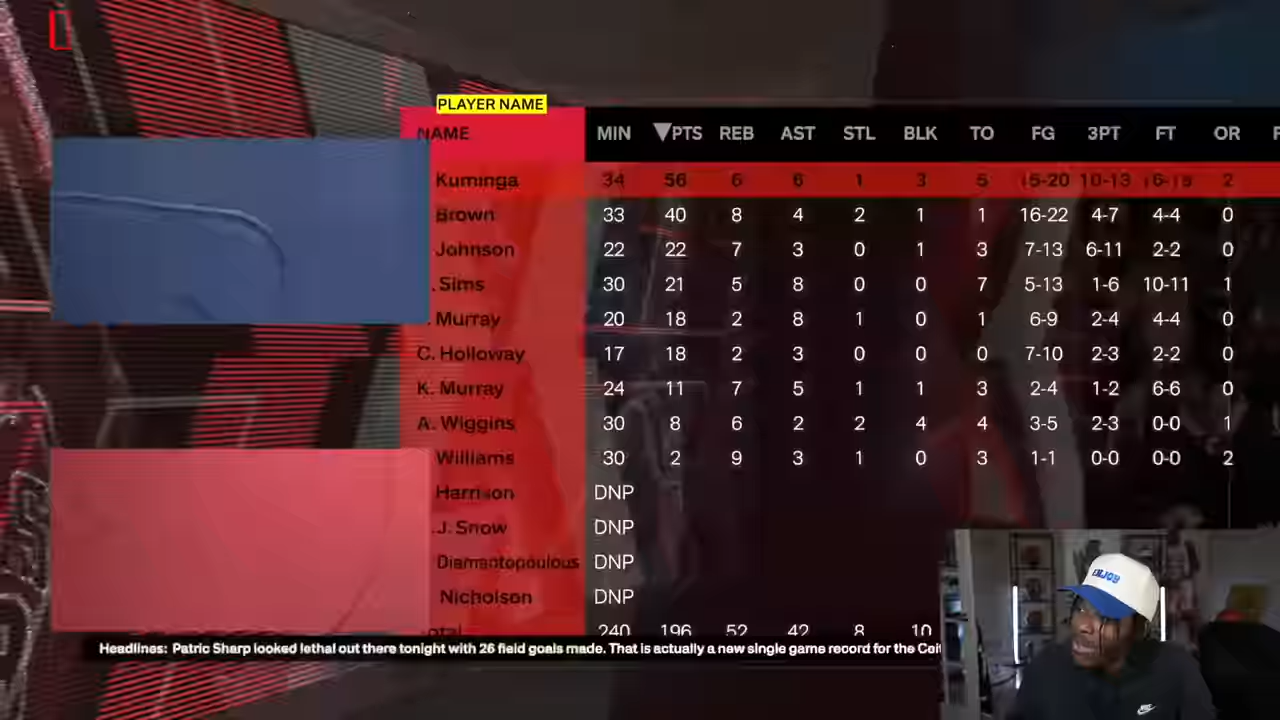 PLAYER NAME
NAME MIN ▼PTS REB AST STL BLK TO FG 3PT FT OR
Kuminga 34 56 6 6 1 3 5 15-20 10-13 16-19 2
Brown 33 40 8 4 2 1 1 16-22 4-7 4-4 0
Johnson 22 22 7 3 0 1 3 7-13 6-11 2-2 0
. Sims 30 21 5 8 0 0 7 5-13 1-6 10-11 1
. Murray 20 18 2 8 1 0 1 6-9 2-4 4-4 0
C. Holloway 17 18 2 3 0 0 0 7-10 2-3 2-2 0
K. Murray 24 11 7 5 1 1 3 2-4 1-2 6-6 0
A. Wiggins 30 8 6 2 2 4 4 3-5 2-3 0-0 1
Williams 30 2 9 3 1 0 3 1-1 0-0 0-0 2
Harrison DNP
.J. Snow DNP
Diamantopoulous DNP
Nicholson DNP
otal 240 196 52 42 8 10
Headlines: Patric Sharp looked lethal out there tonight with 26 field goals made. That is actually a new single game record for the
ENJOY